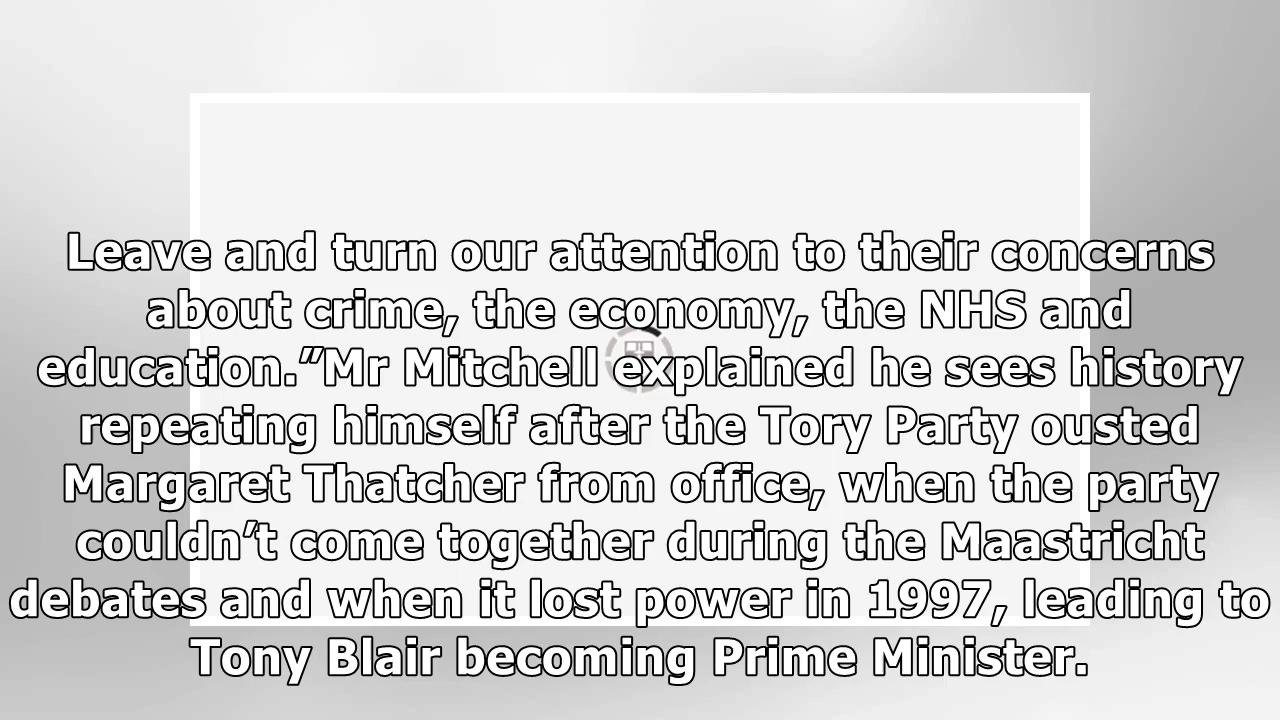 Leave and turn our attention to their concerns
about crime, the economy, the NHS and
education.”Mr Mitchell explained he sees history
repeating himself after the Tory Party ousted
Margaret Thatcher from office, when the party
couldn’t come together during the Maastricht
debates and when it lost power in 1997, leading to
Tony Blair becoming Prime Minister.